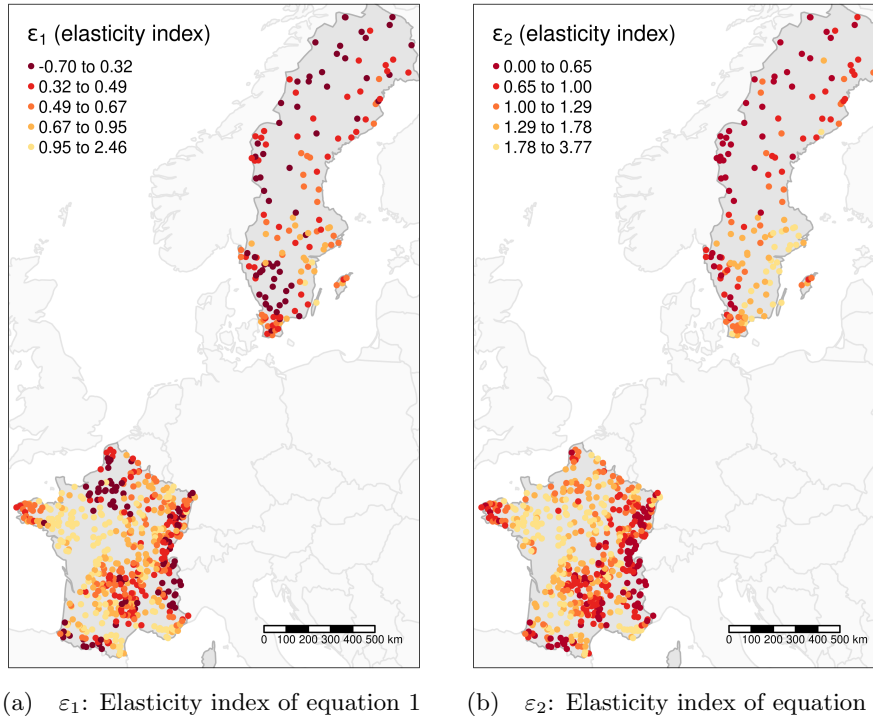 ε₁ (elasticity index)
-0.70 to 0.32
0.32 to 0.49
0.49 to 0.67
0.67 to 0.95
0.95 to 2.46
0 100 200 300 400 500 km
ε₂ (elasticity index)
0.00 to 0.65
0.65 to 1.00
1.00 to 1.29
1.29 to 1.78
1.78 to 3.77
0 100 200 300 400 500 km
(a) ε₁: Elasticity index of equation 1
(b) ε₂: Elasticity index of equation